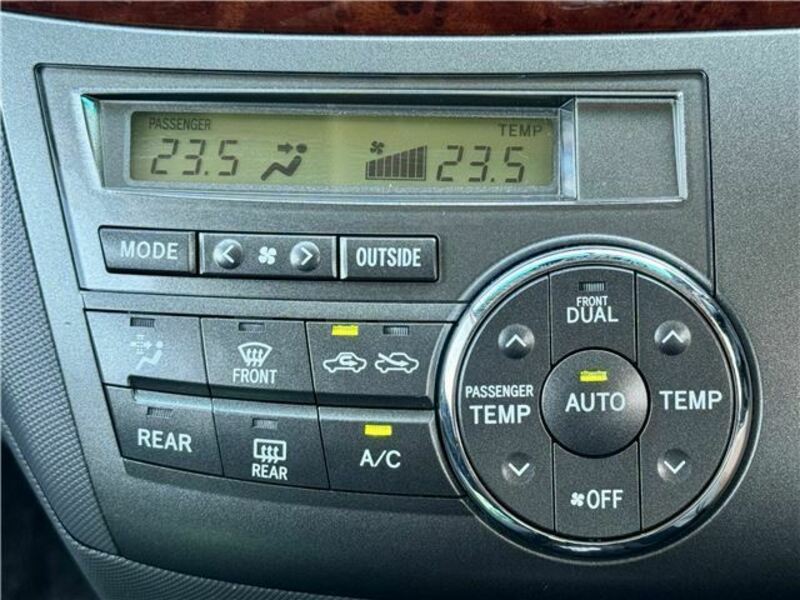 PASSENGER
TEMP
23.5
23.5
MODE
OUTSIDE
FRONT
DUAL
FRONT
PASSENGER
TEMP
AUTO
TEMP
REAR
REAR
A/C
OFF